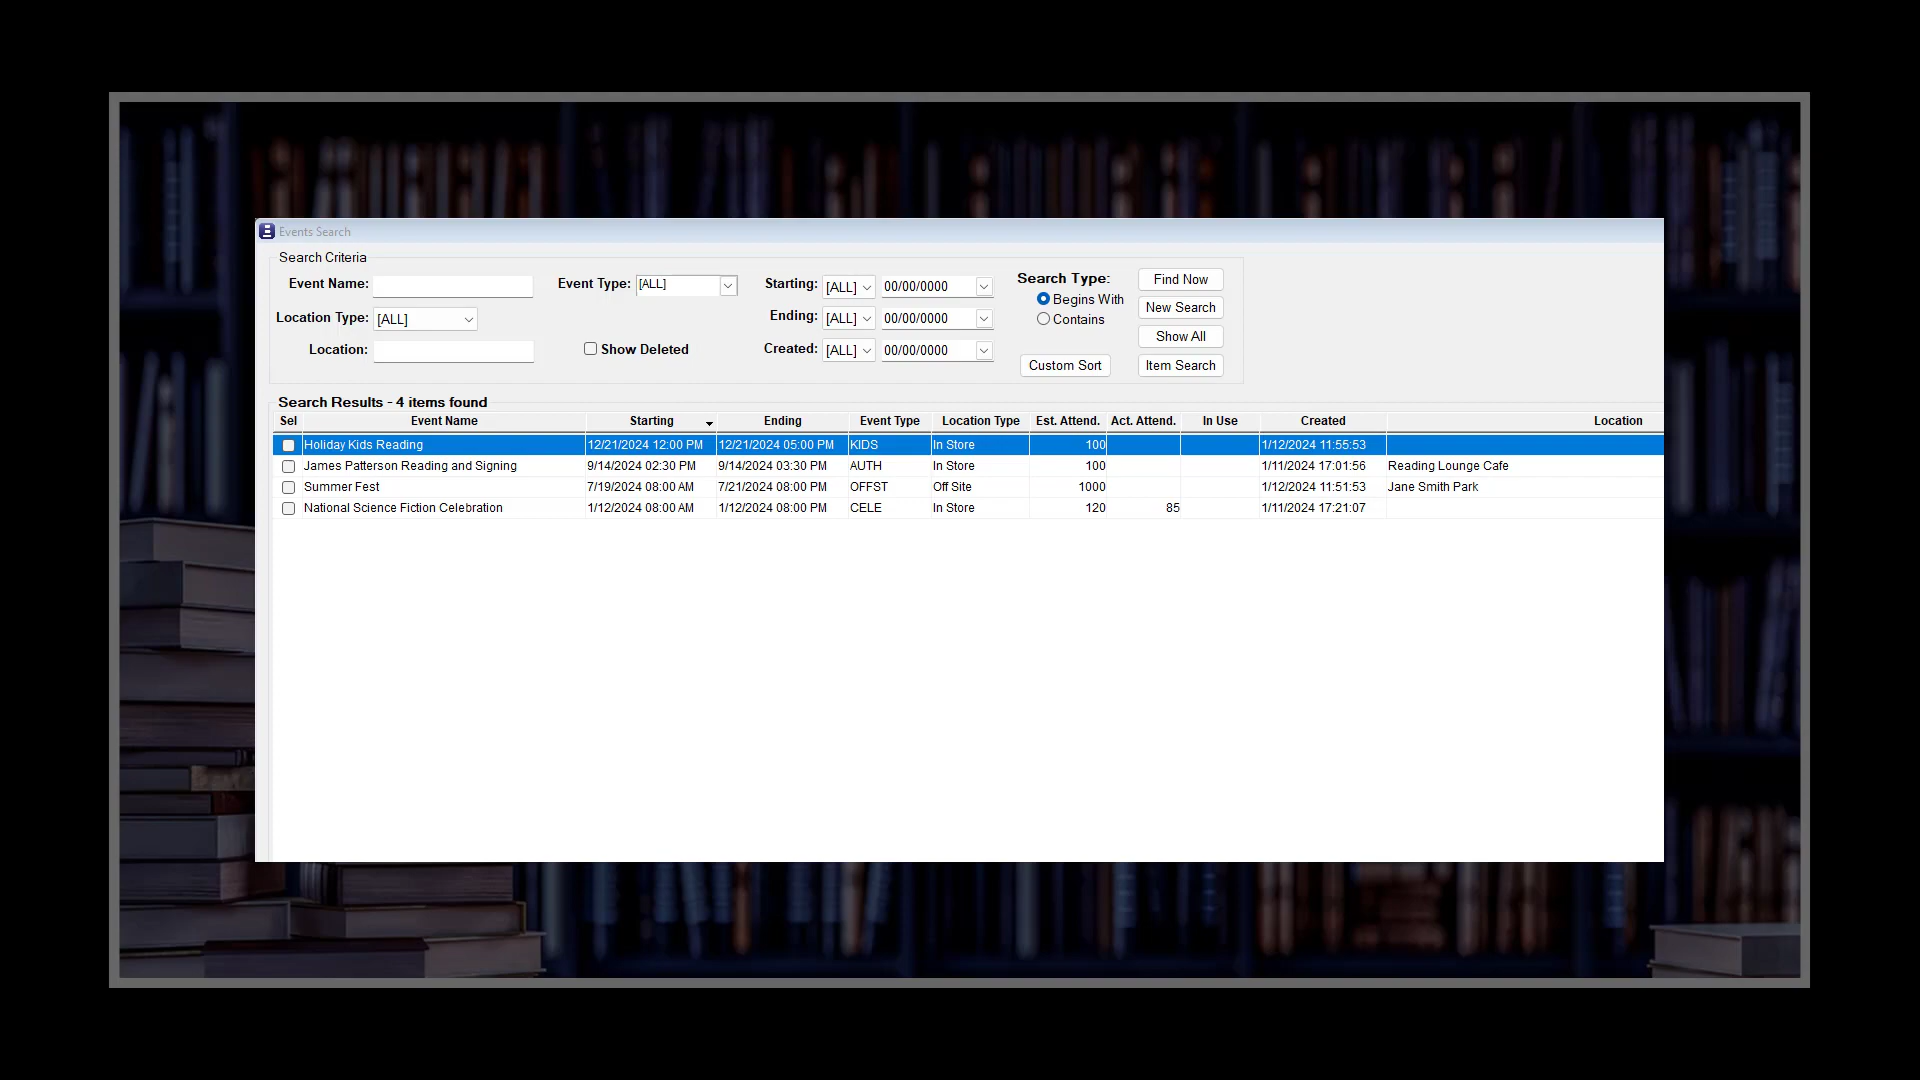 Events Search
Search Criteria
Event Name: Event Type: [ALL] Starting: [ALL] 00/00/0000 Search Type: Find Now
Begins With New Search
Location Type: [ALL] Ending: [ALL] 00/00/0000 Contains
Show All
Location: Show Deleted Created: [ALL] 00/00/0000
Custom Sort Item Search
Search Results - 4 items found
Sel Event Name Starting Ending Event Type Location Type Est. Attend. Act. Attend. In Use Created Location
Holiday Kids Reading 12/21/2024 12:00 PM 12/21/2024 05:00 PM KIDS In Store 100 1/12/2024 11:55:53
James Patterson Reading and Signing 9/14/2024 02:30 PM 9/14/2024 03:30 PM AUTH In Store 100 1/11/2024 17:01:56 Reading Lounge Cafe
Summer Fest 7/19/2024 08:00 AM 7/21/2024 08:00 PM OFFST Off Site 1000 1/12/2024 11:51:53 Jane Smith Park
National Science Fiction Celebration 1/12/2024 08:00 AM 1/12/2024 08:00 PM CELE In Store 120 85 1/11/2024 17:21:07